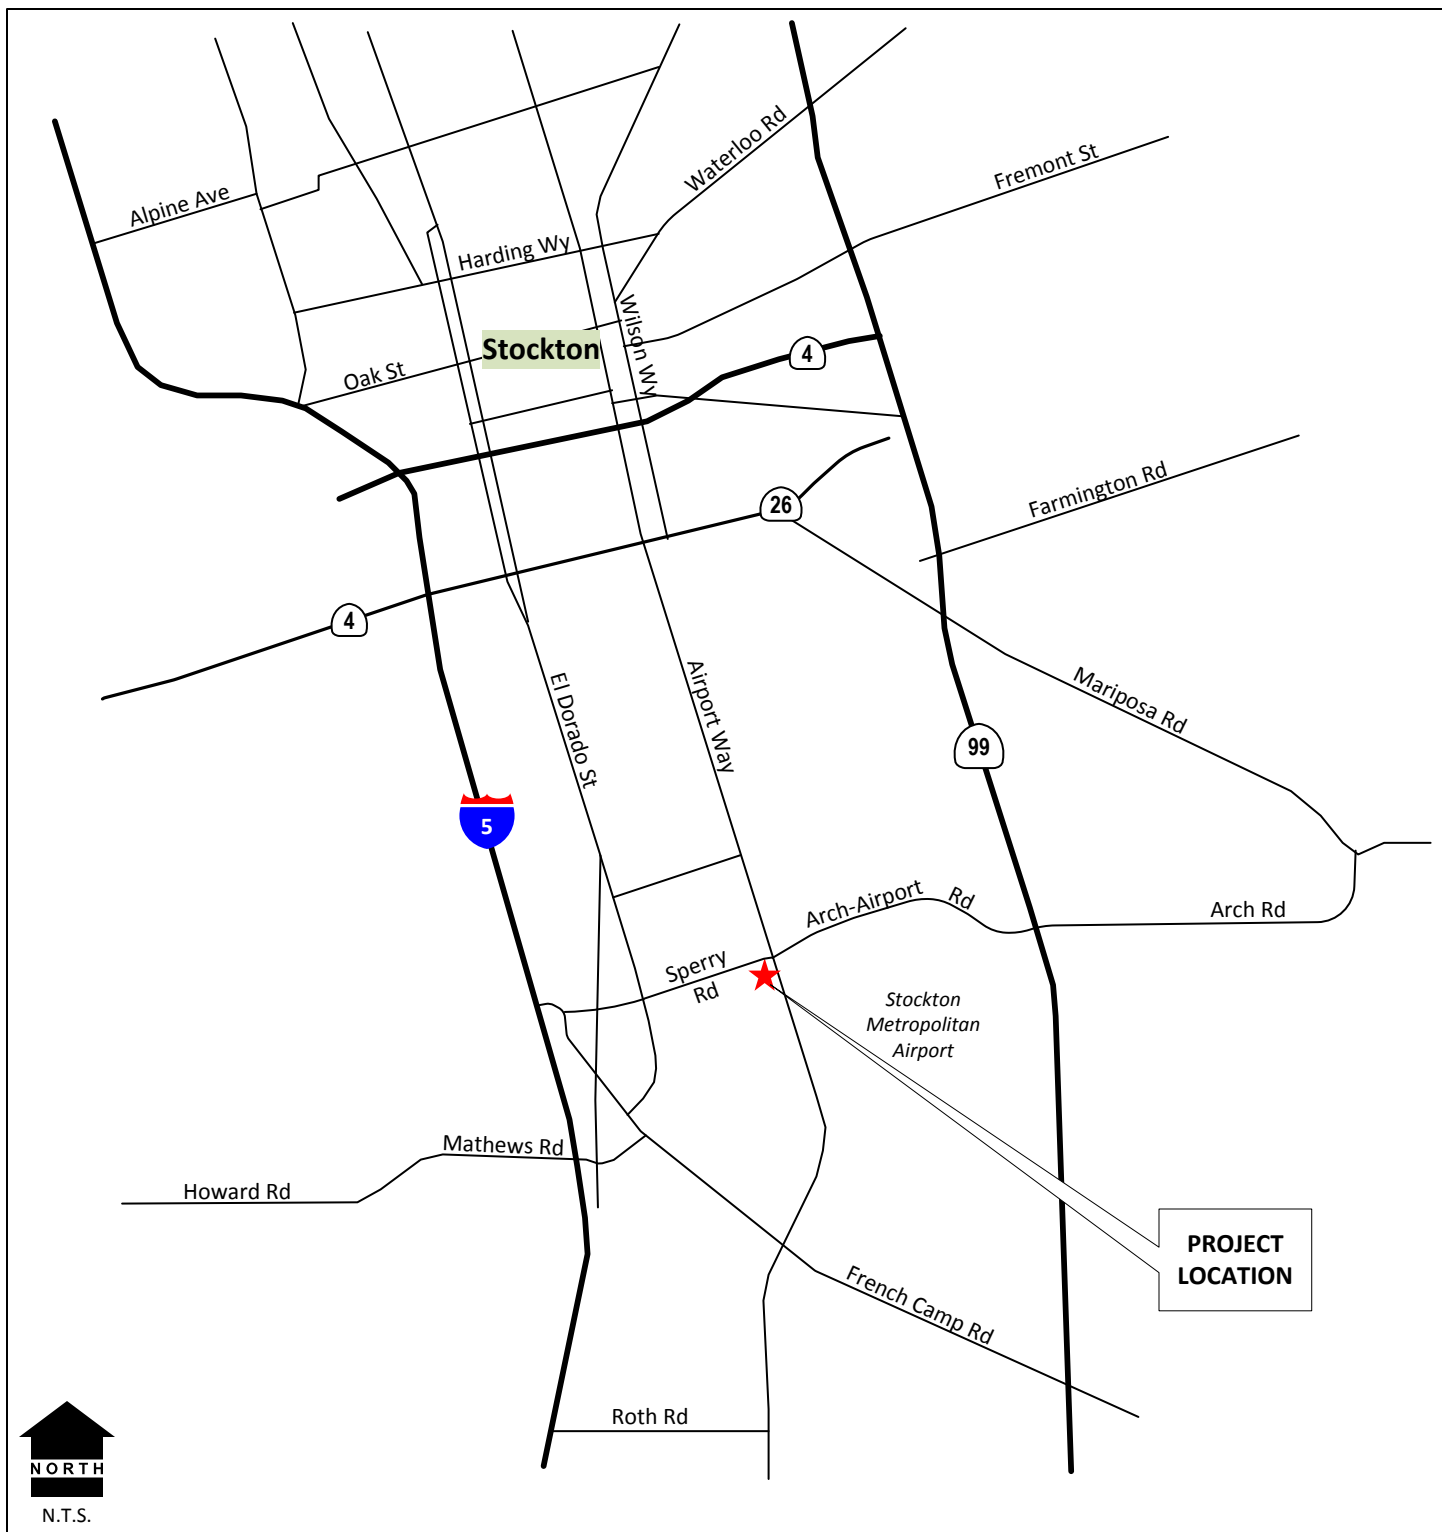 Waterloo Rd
Fremont St
Alpine Ave
Harding Wy
Wilson Wy
Stockton
4
Oak St
Farmington Rd
26
4
Airport Way
El Dorado St
Mariposa Rd
99
5
Arch-Airport Rd
Arch Rd
Sperry
Rd
Stockton
Metropolitan
Airport
Mathews Rd
Howard Rd
PROJECT
LOCATION
French Camp Rd
Roth Rd
NORTH
N.T.S.